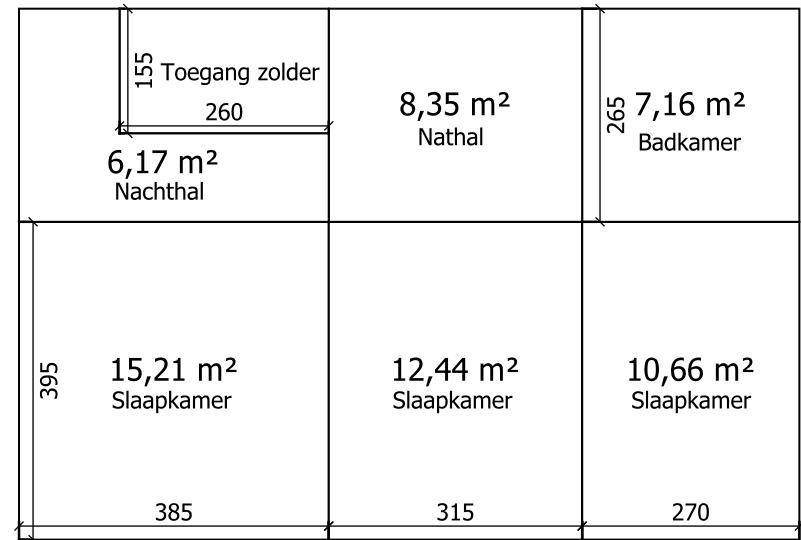 155
Toegang zolder
260
8,35 m²
Nathal
265
7,16 m²
Badkamer
6,17 m²
Nachthal
395
15,21 m²
Slaapkamer
12,44 m²
Slaapkamer
10,66 m²
Slaapkamer
385
315
270